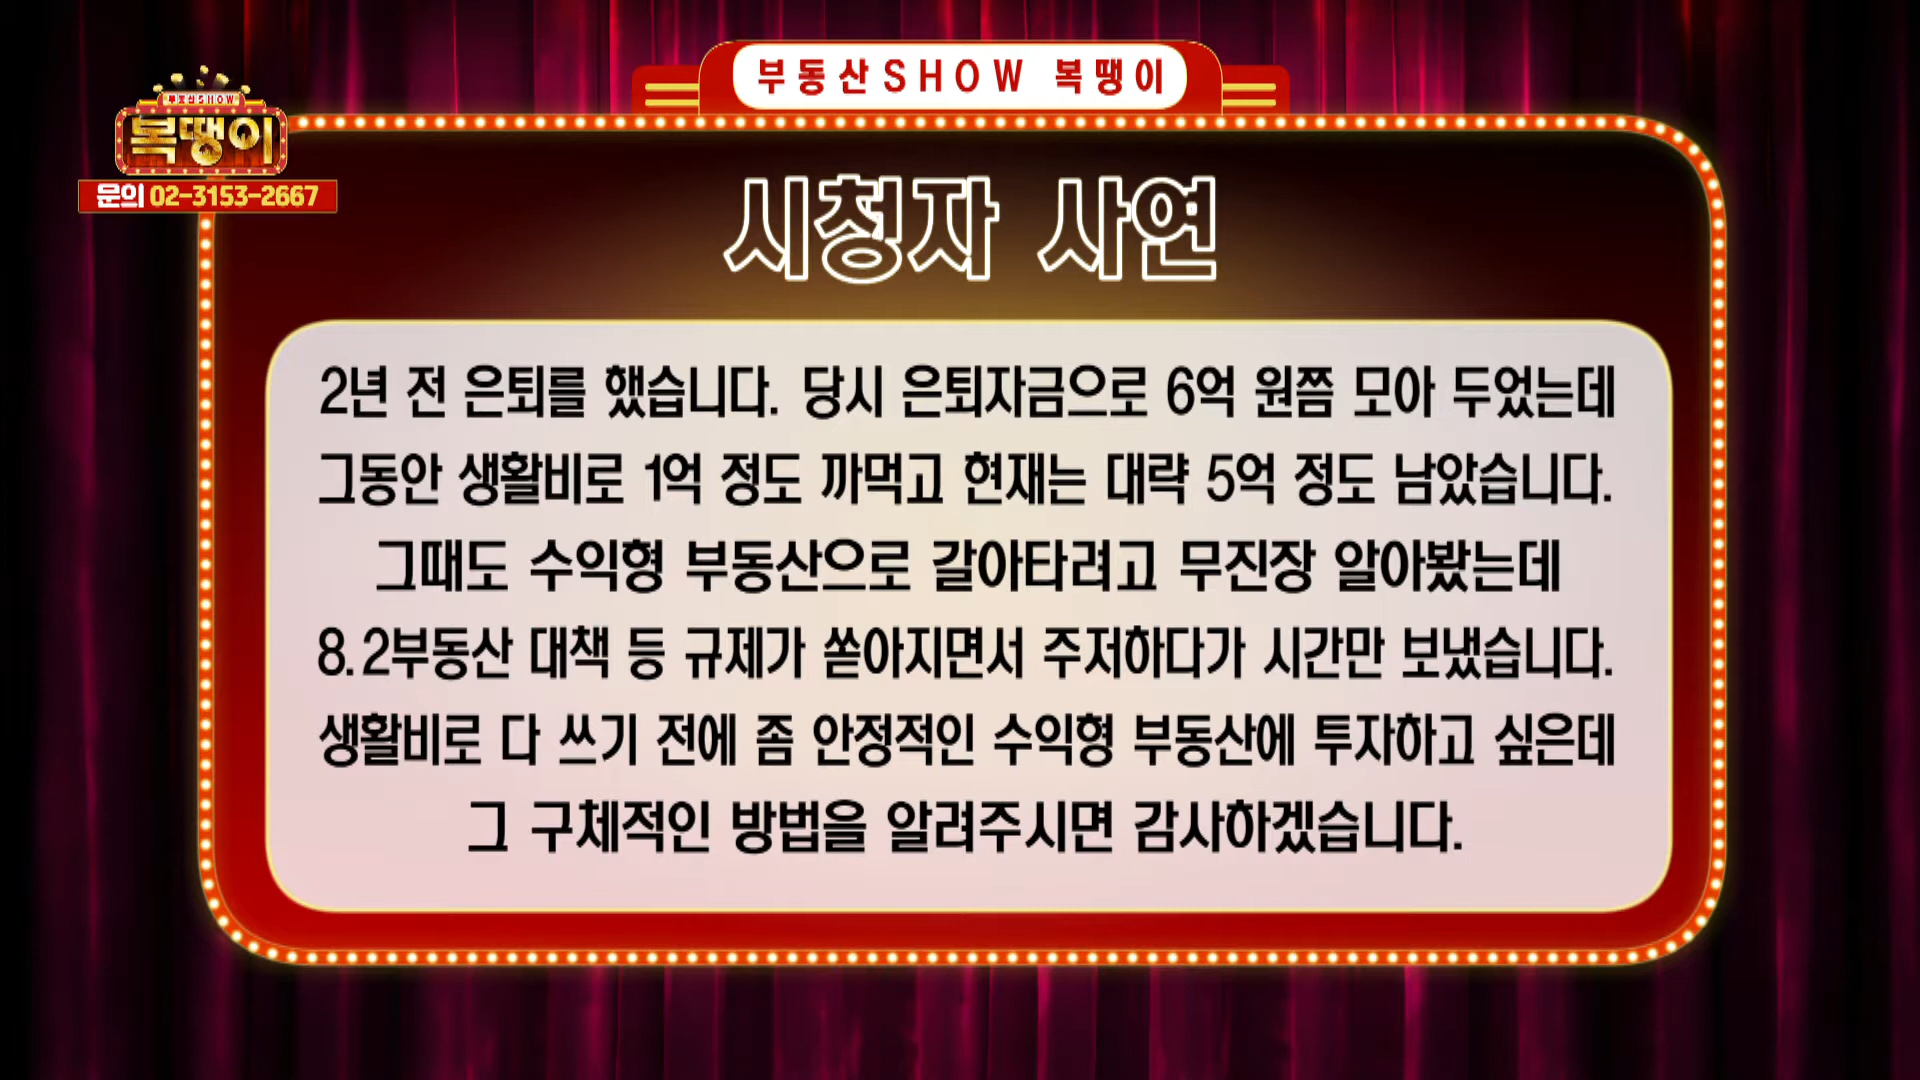 부동산SHOW 복땡이
부동산SHOW
복땡이
문의 02-3153-2667
시청자 사연
2년 전 은퇴를 했습니다. 당시 은퇴자금으로 6억 원쯤 모아 두었는데
그동안 생활비로 1억 정도 까먹고 현재는 대략 5억 정도 남았습니다.
그때도 수익형 부동산으로 갈아타려고 무진장 알아봤는데
8.2부동산 대책 등 규제가 쏟아지면서 주저하다가 시간만 보냈습니다.
생활비로 다 쓰기 전에 좀 안정적인 수익형 부동산에 투자하고 싶은데
그 구체적인 방법을 알려주시면 감사하겠습니다.